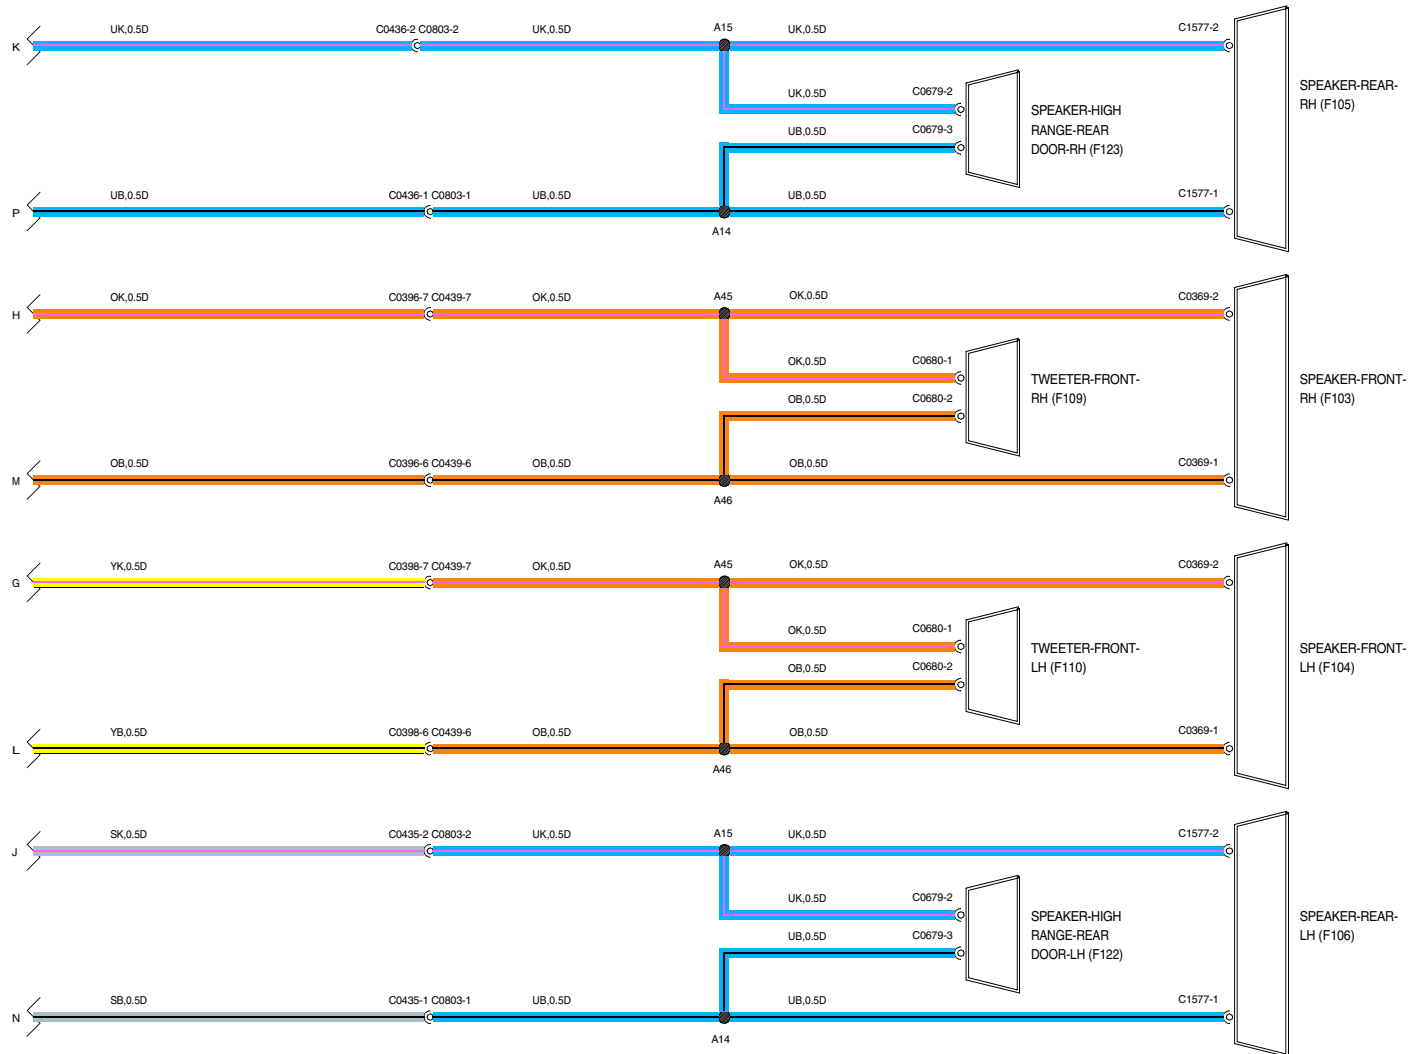 UK,0.5D C0436-2 C0803-2 UK,0.5D A15 UK,0.5D C1577-2
K
UK,0.5D C0679-2
SPEAKER-HIGH
RANGE-REAR
DOOR-RH (F123)
SPEAKER-REAR-
RH (F105)
UB,0.5D C0679-3
UB,0.5D C0436-1 C0803-1 UB,0.5D UB,0.5D C1577-1
P
A14
OK,0.5D C0396-7 C0439-7 OK,0.5D A45 OK,0.5D C0369-2
H
OK,0.5D C0680-1
TWEETER-FRONT-
RH (F109)
SPEAKER-FRONT-
RH (F103)
OB,0.5D C0680-2
OB,0.5D C0396-6 C0439-6 OB,0.5D OB,0.5D C0369-1
M
A46
YK,0.5D C0398-7 C0439-7 OK,0.5D A45 OK,0.5D C0369-2
G
OK,0.5D C0680-1
TWEETER-FRONT-
LH (F110)
SPEAKER-FRONT-
LH (F104)
OB,0.5D C0680-2
YB,0.5D C0398-6 C0439-6 OB,0.5D OB,0.5D C0369-1
L
A46
SK,0.5D C0435-2 C0803-2 UK,0.5D A15 UK,0.5D C1577-2
J
UK,0.5D C0679-2
SPEAKER-HIGH
RANGE-REAR
DOOR-LH (F122)
SPEAKER-REAR-
LH (F106)
UB,0.5D C0679-3
SB,0.5D C0435-1 C0803-1 UB,0.5D UB,0.5D C1577-1
N
A14